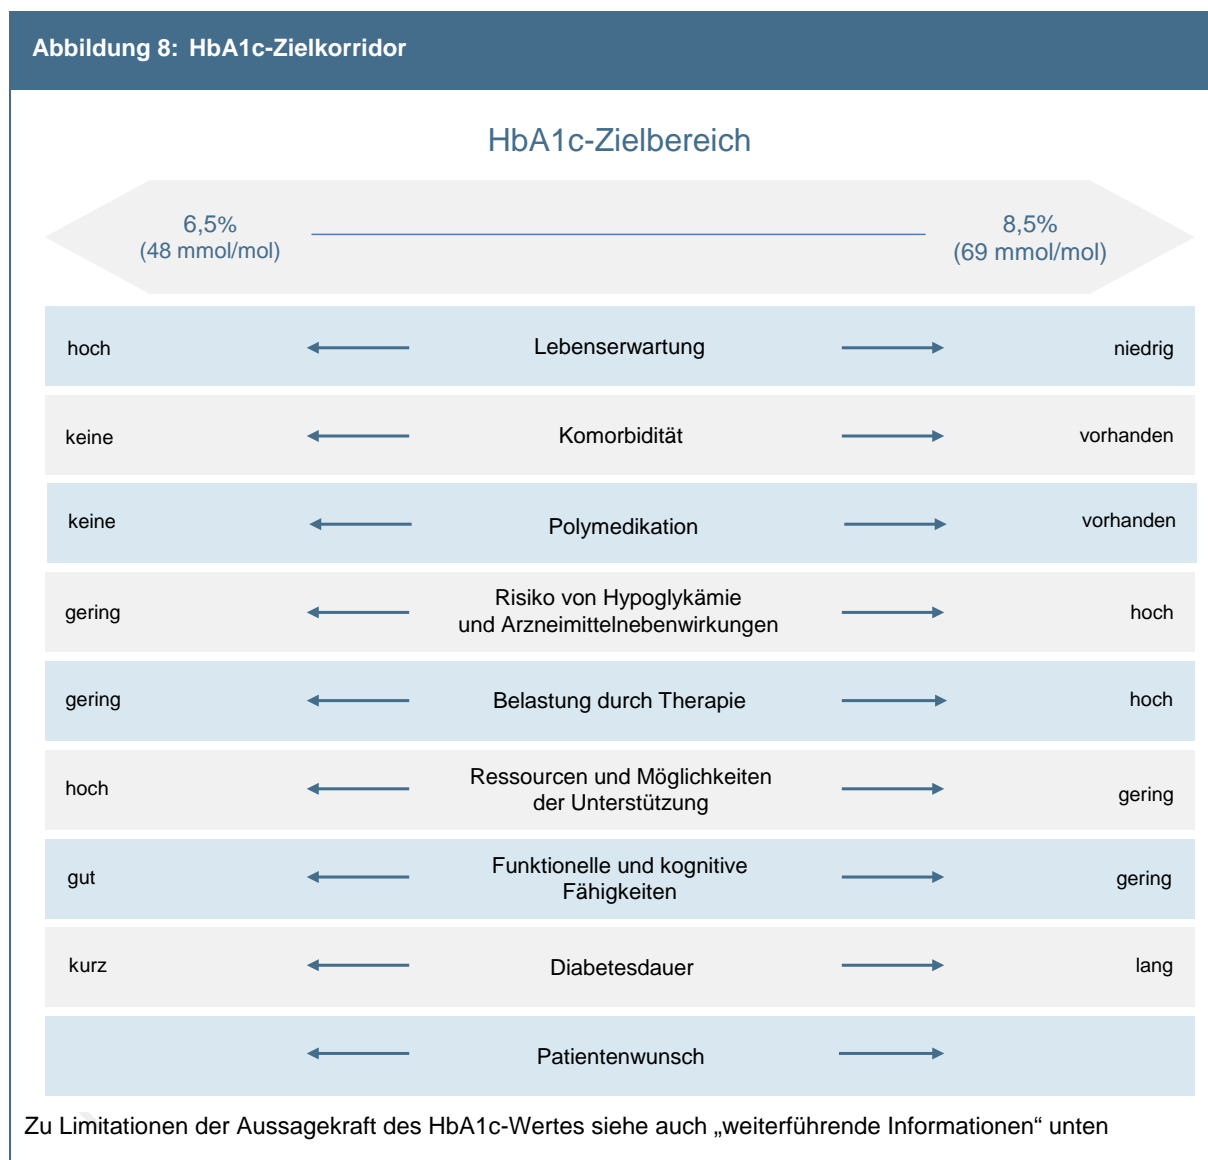 Abbildung 8: HbA1c-Zielkorridor
HbA1c-Zielbereich
6,5%
(48 mmol/mol)
8,5%
(69 mmol/mol)
hoch Lebenserwartung niedrig
keine Komorbidität vorhanden
keine Polymedikation vorhanden
gering Risiko von Hypoglykämie
und Arzneimittelnebenwirkungen hoch
gering Belastung durch Therapie hoch
hoch Ressourcen und Möglichkeiten
der Unterstützung gering
gut Funktionelle und kognitive
Fähigkeiten gering
kurz Diabetesdauer lang
Patientenwunsch
Zu Limitationen der Aussagekraft des HbA1c-Wertes siehe auch „weiterführende Informationen“ unten